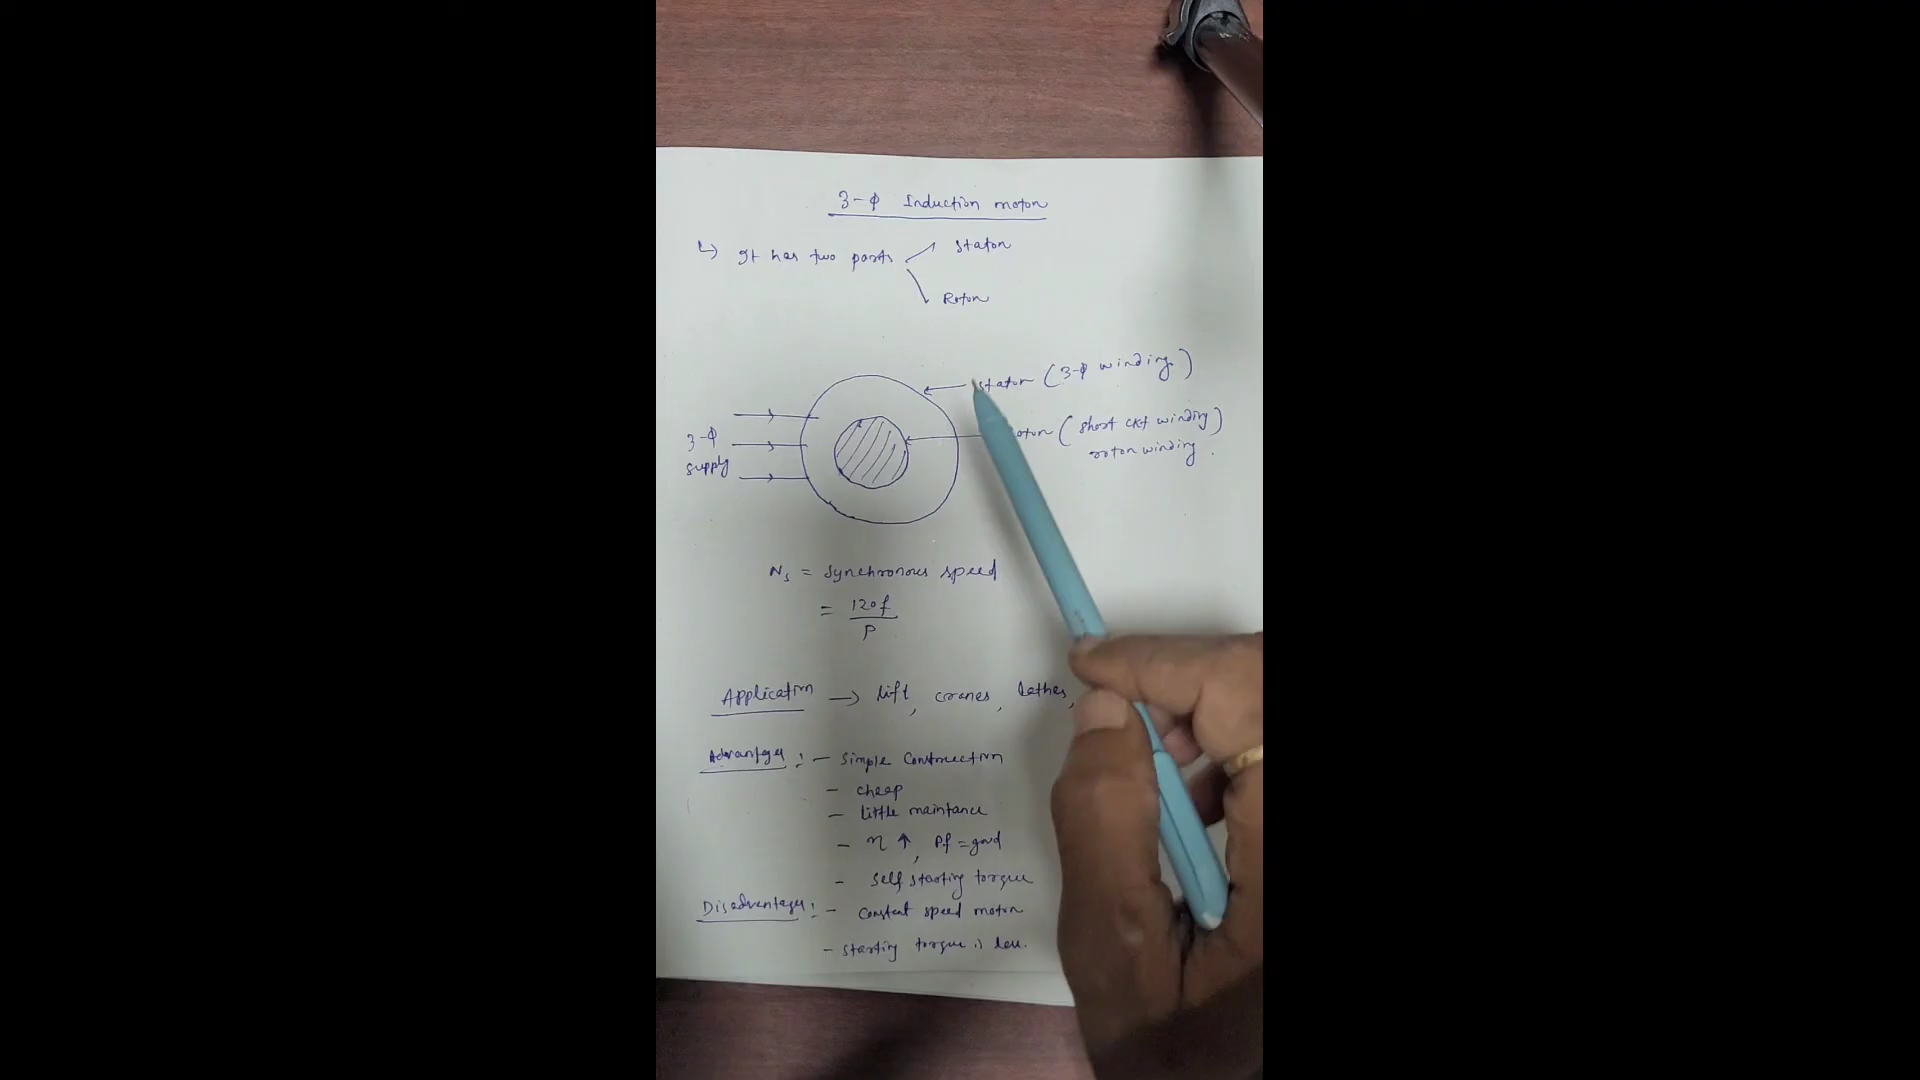 3-φ Induction motor
↳ It has two parts
Stator
Rotor
Stator (3-φ winding)
3-φ supply
(short ckt winding)
rotor winding.
Ns = Synchronous speed
= 120f
P
Application → lift, cranes, Lathes,
Advantages :- Simple Construction
- cheap
- little maintance
- η ↑, Pf = good
- Self starting torque
Disadvantages :- Constant speed motor
- starting torque is less.